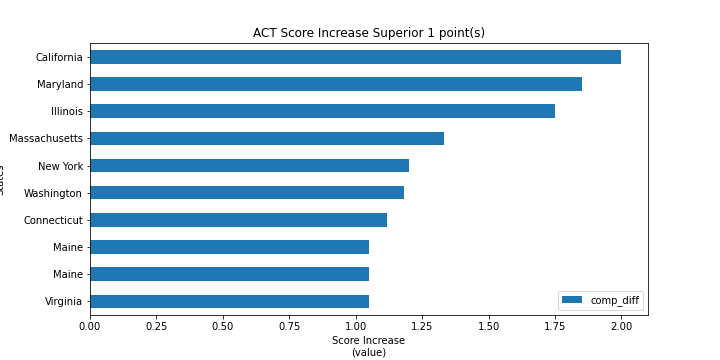 ACT Score Increase Superior 1 point(s)
California
Maryland
Illinois
Massachusetts
New York
Washington
Connecticut
Maine
Maine
Virginia
comp_diff
0.00 0.25 0.50 0.75 1.00 1.25 1.50 1.75 2.00
Score Increase
(value)